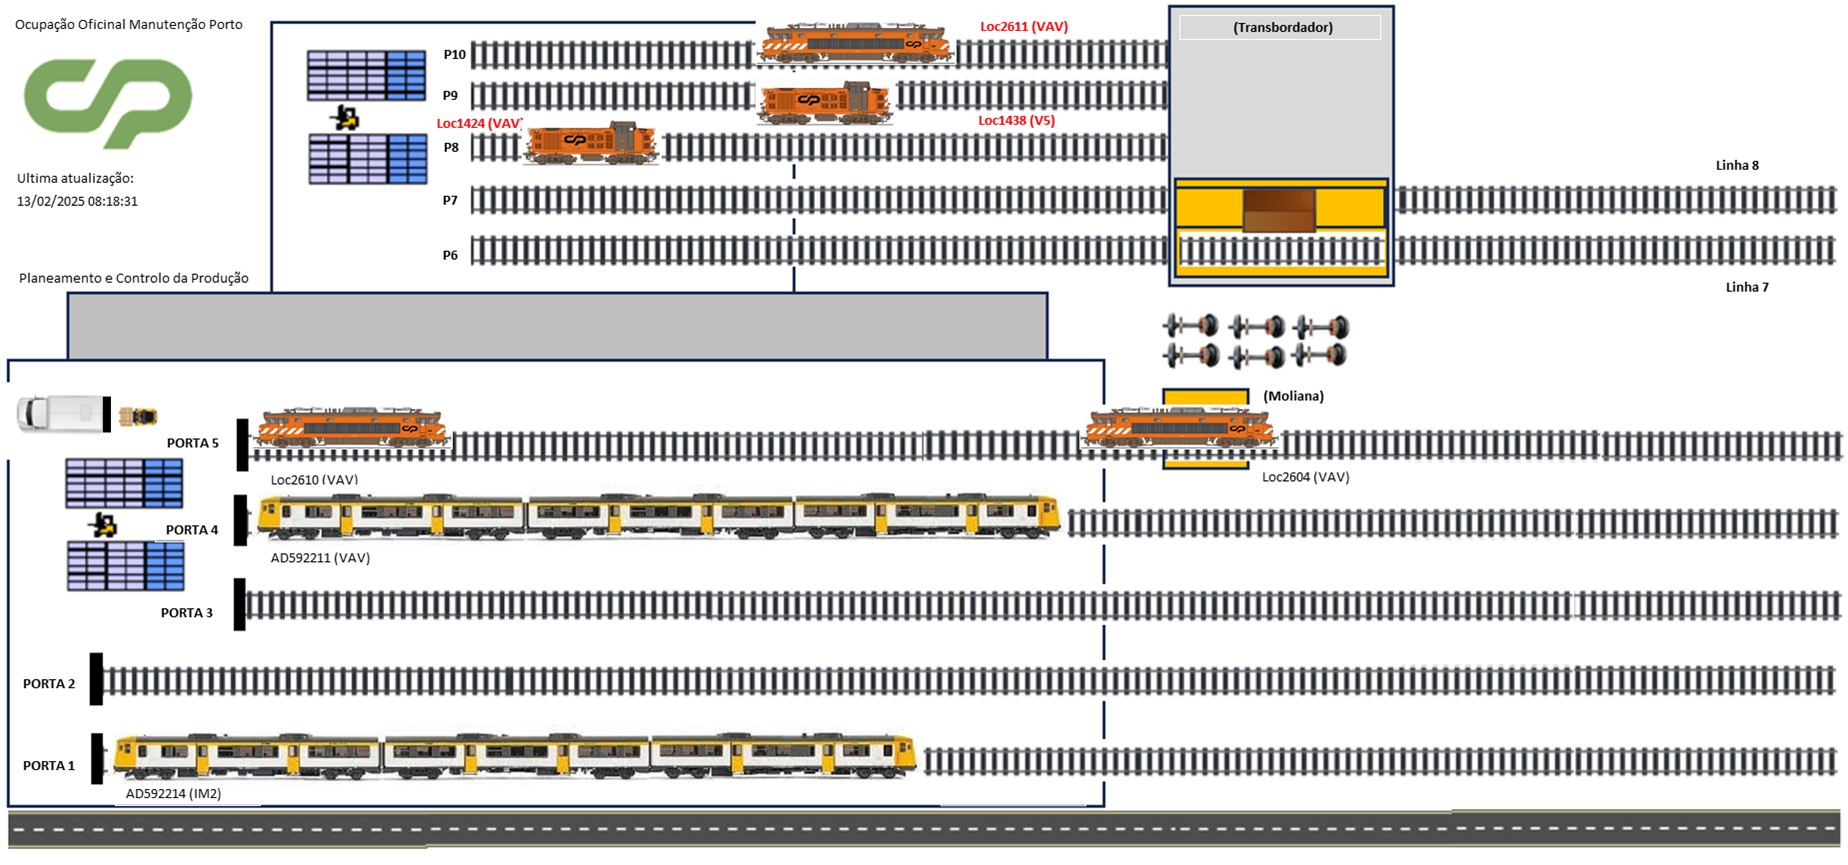 Ocupação Oficinal Manutenção Porto
Ultima atualização:
13/02/2025 08:18:31
Planeamento e Controlo da Produção
P10
Loc2611 (VAV)
(Transbordador)
P9
Loc1424 (VAV)
Loc1438 (V5)
P8
Linha 8
P7
P6
Linha 7
(Moliana)
PORTA 5
Loc2610 (VAV)
Loc2604 (VAV)
PORTA 4
AD592211 (VAV)
PORTA 3
PORTA 2
PORTA 1
AD592214 (IM2)